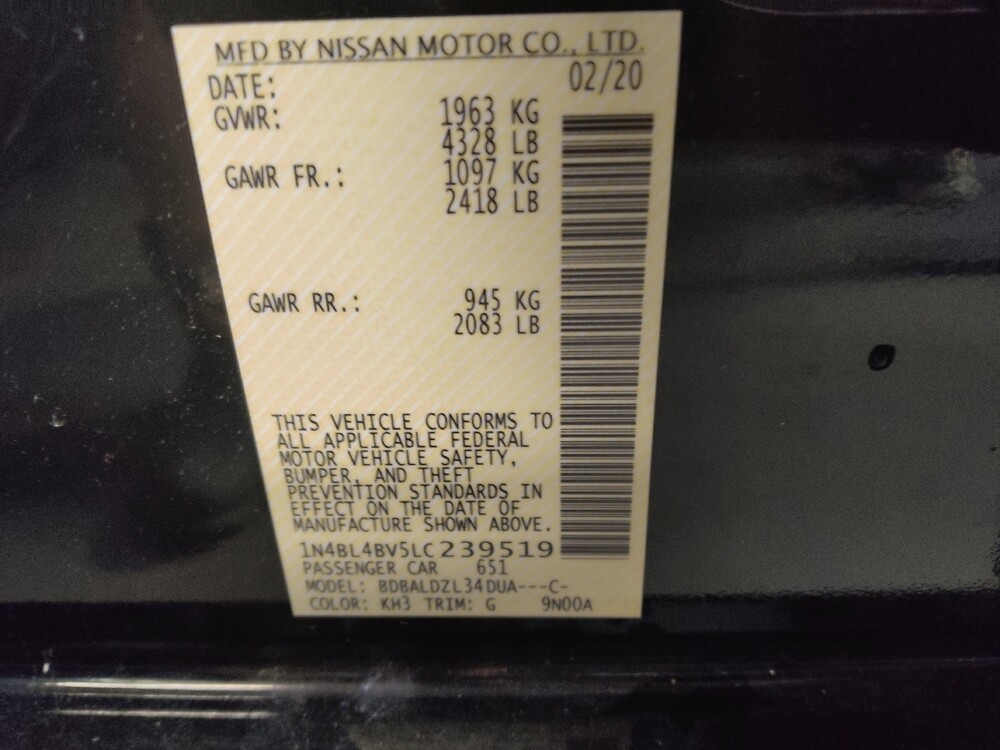 MFD BY NISSAN MOTOR CO., LTD.
DATE: 02/20
GVWR: 1963 KG
4328 LB
GAWR FR.: 1097 KG
2418 LB
GAWR RR.: 945 KG
2083 LB
THIS VEHICLE CONFORMS TO
ALL APPLICABLE FEDERAL
MOTOR VEHICLE SAFETY,
BUMPER, AND THEFT
PREVENTION STANDARDS IN
EFFECT ON THE DATE OF
MANUFACTURE SHOWN ABOVE.
1N4BL4BV5LC239519
PASSENGER CAR 651
MODEL: BDBALDZL34DUA---C-
COLOR: KH3 TRIM: G 9N00A